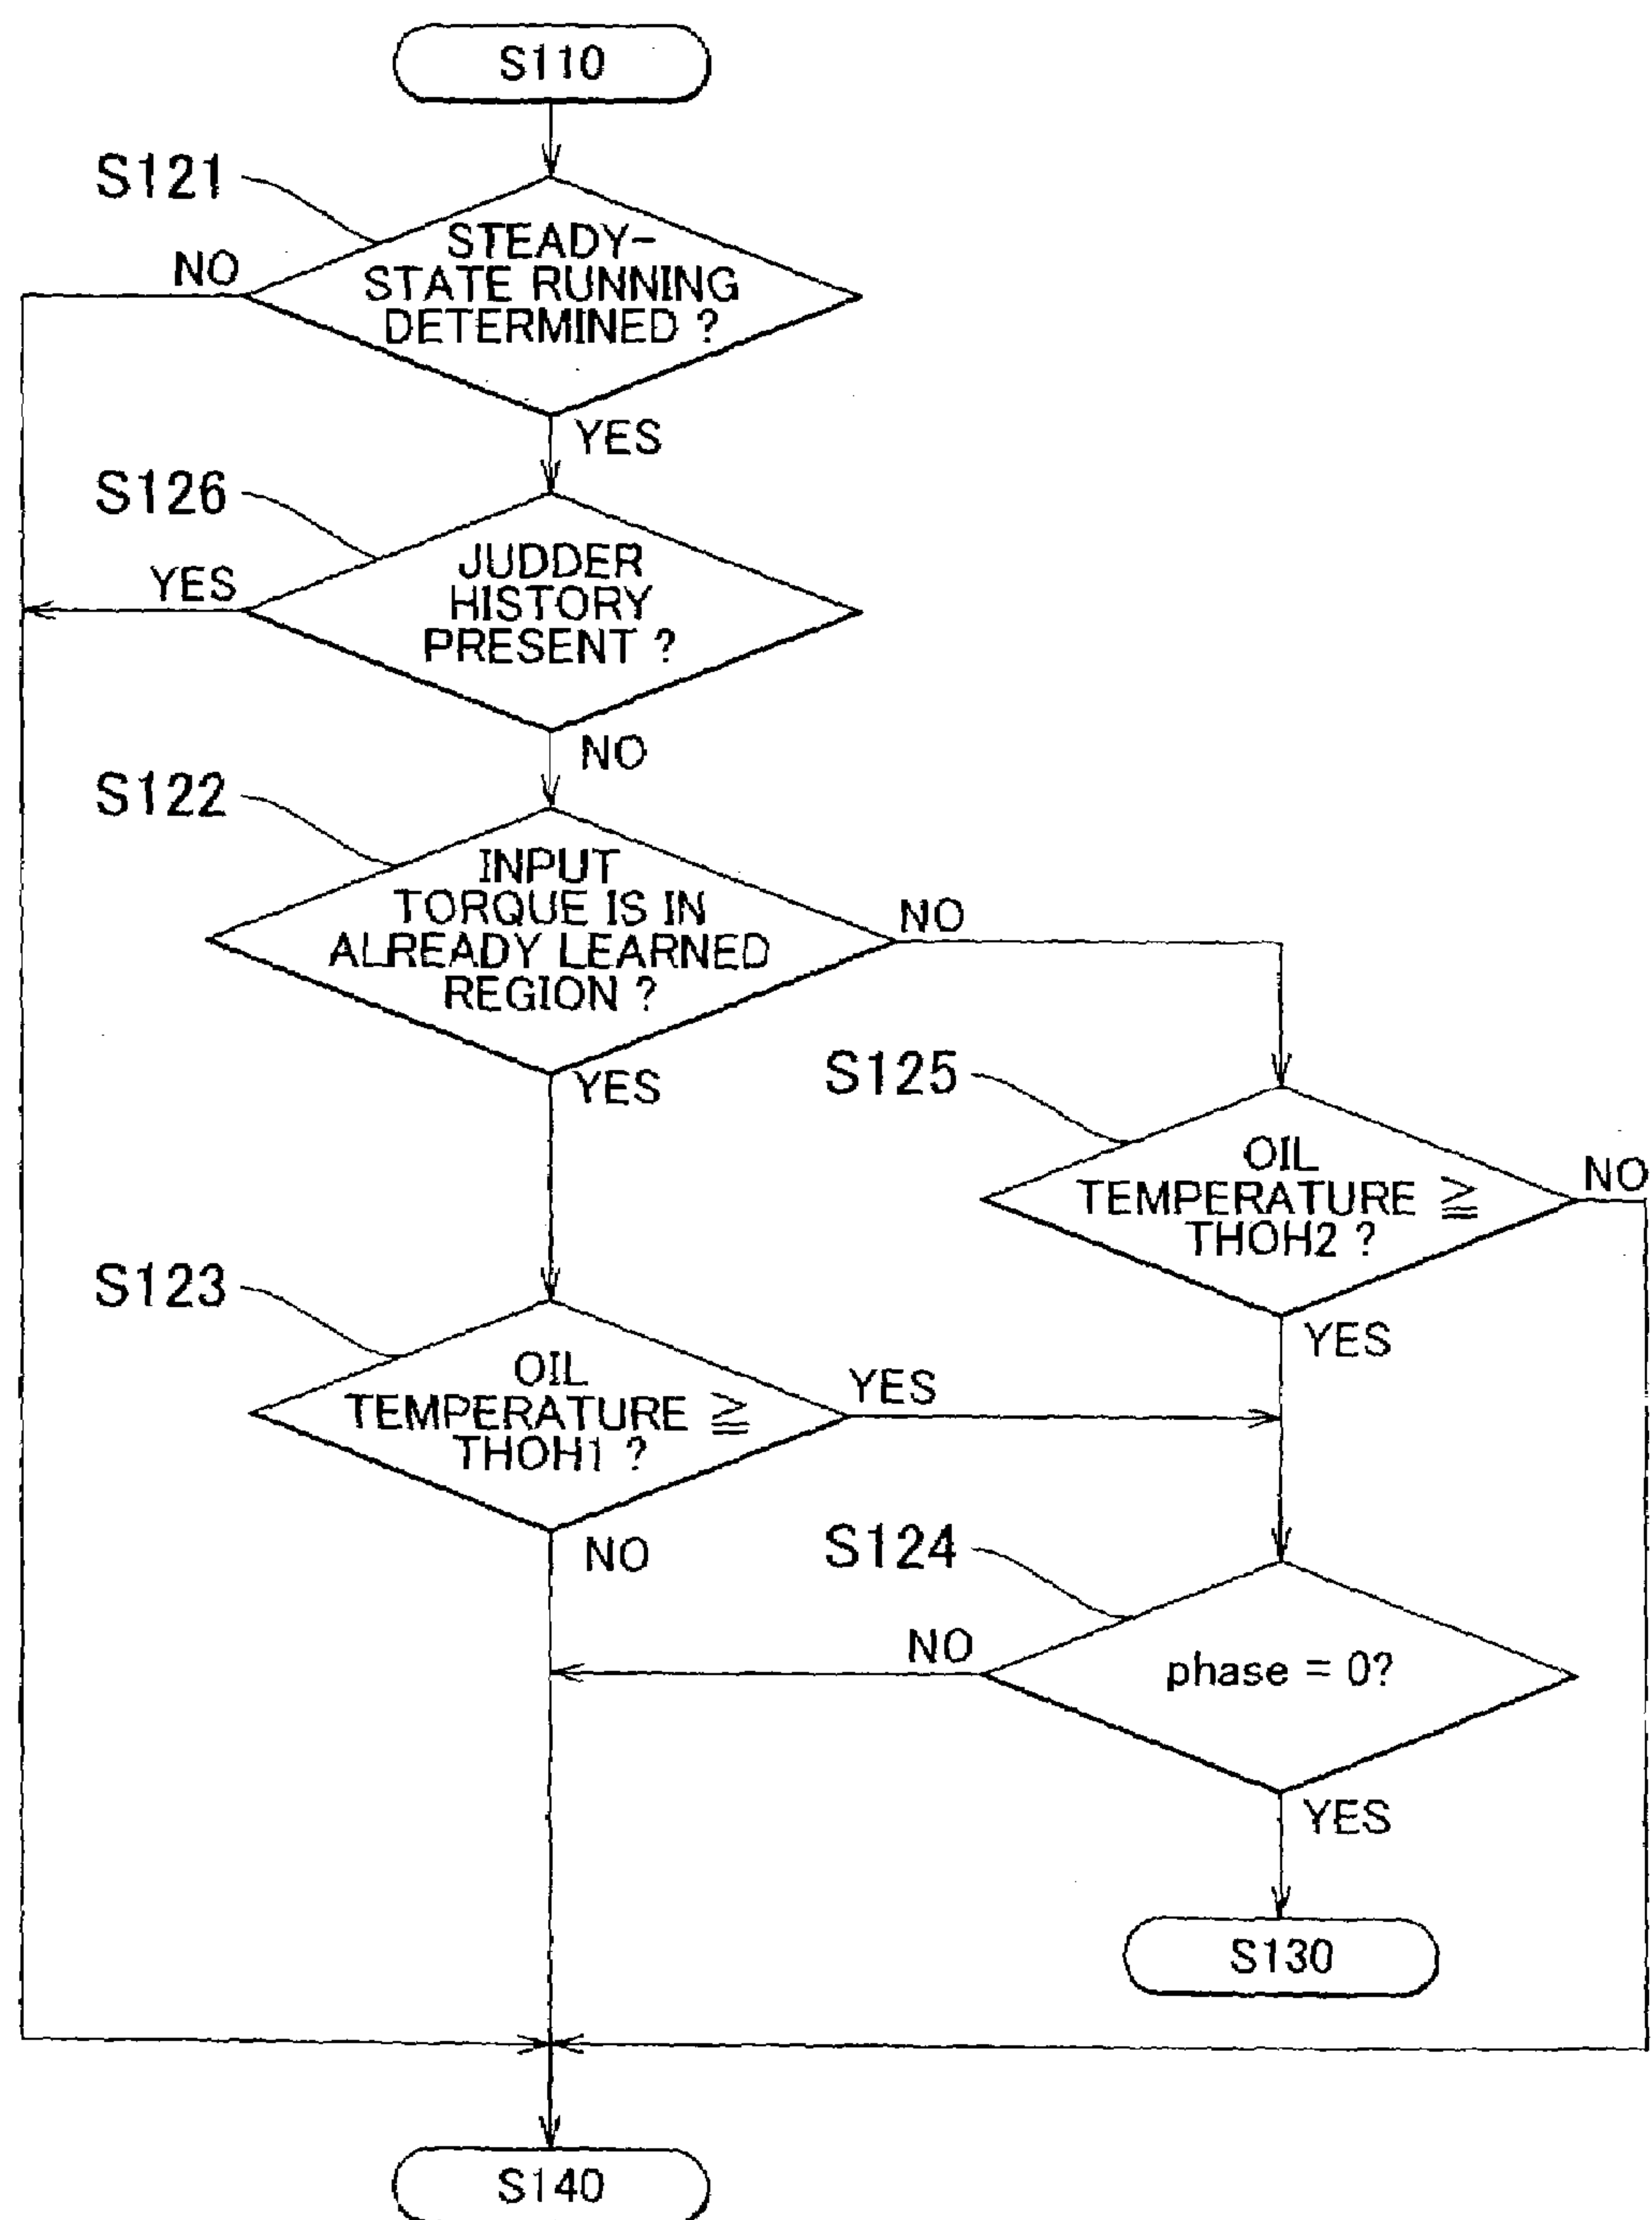 S110
S121
STEADY-
STATE RUNNING
DETERMINED ?
NO
YES
S126
JUDDER
HISTORY
PRESENT ?
YES
NO
S122
INPUT
TORQUE IS IN
ALREADY LEARNED
REGION ?
NO
YES
S125
OIL
TEMPERATURE ≧
THOH2 ?
NO
YES
S123
OIL
TEMPERATURE ≧
THOH1 ?
YES
NO
S124
phase = 0?
NO
YES
S130
S140